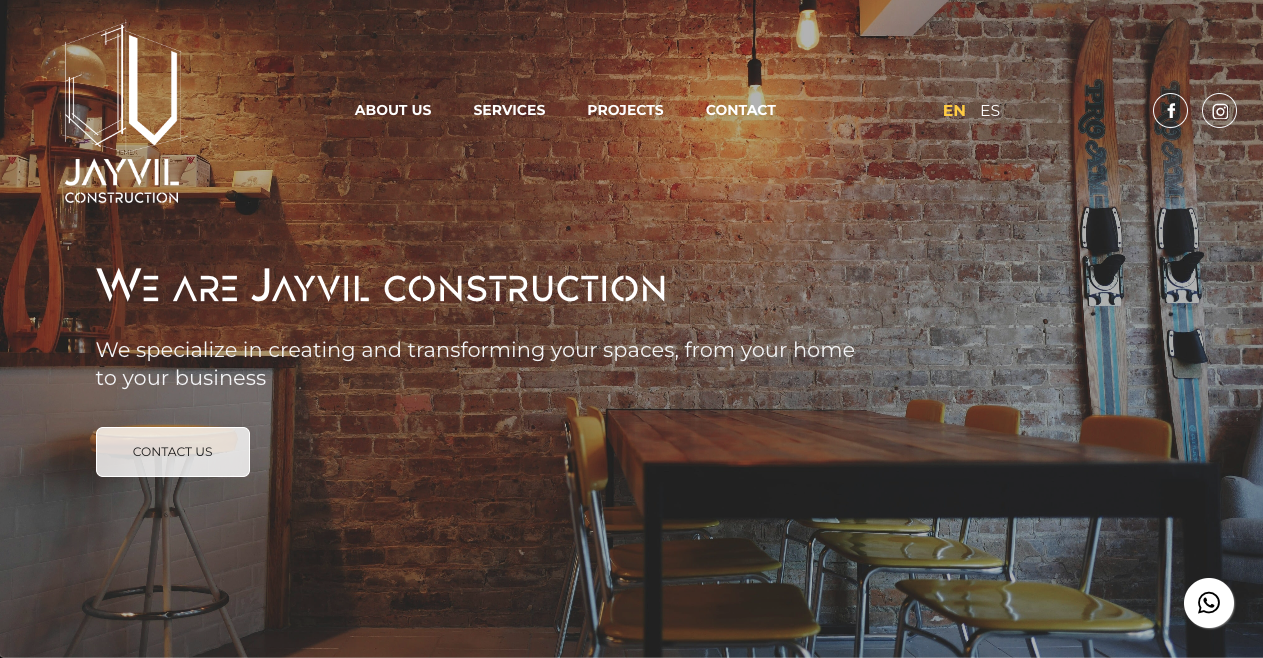 JAYVIL
CONSTRUCTION
ABOUT US SERVICES PROJECTS CONTACT EN ES
We are Jayvil construction
We specialize in creating and transforming your spaces, from your home
to your business
CONTACT US